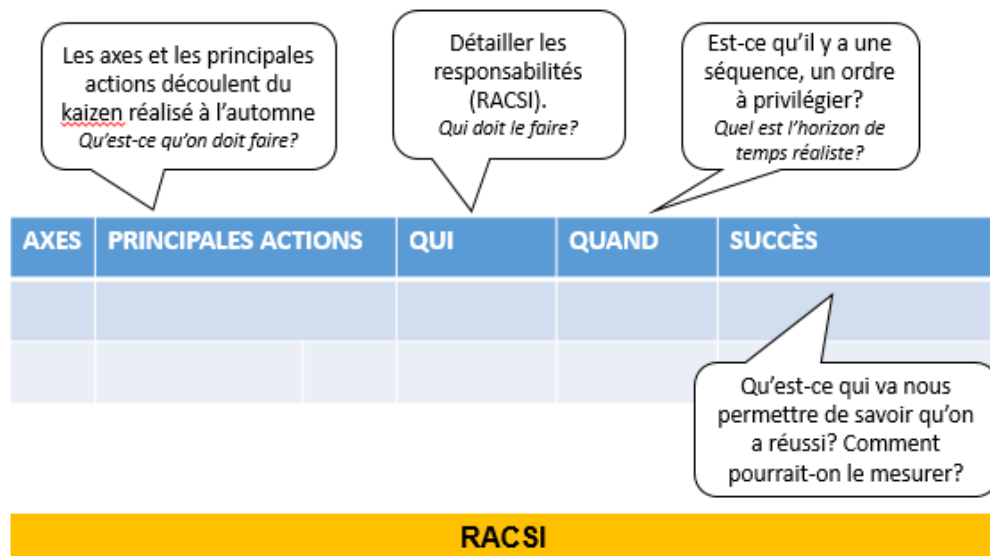 Les axes et les principales
actions découlent du
kaizen réalisé à l'automne
Qu'est-ce qu'on doit faire?
Détailler les
responsabilités
(RACSI).
Qui doit le faire?
Est-ce qu'il y a une
séquence, un ordre
à privilégier?
Quel est l'horizon de
temps réaliste?
AXES PRINCIPALES ACTIONS QUI QUAND SUCCÈS
Qu'est-ce qui va nous
permettre de savoir qu'on
a réussi? Comment
pourrait-on le mesurer?
RACSI